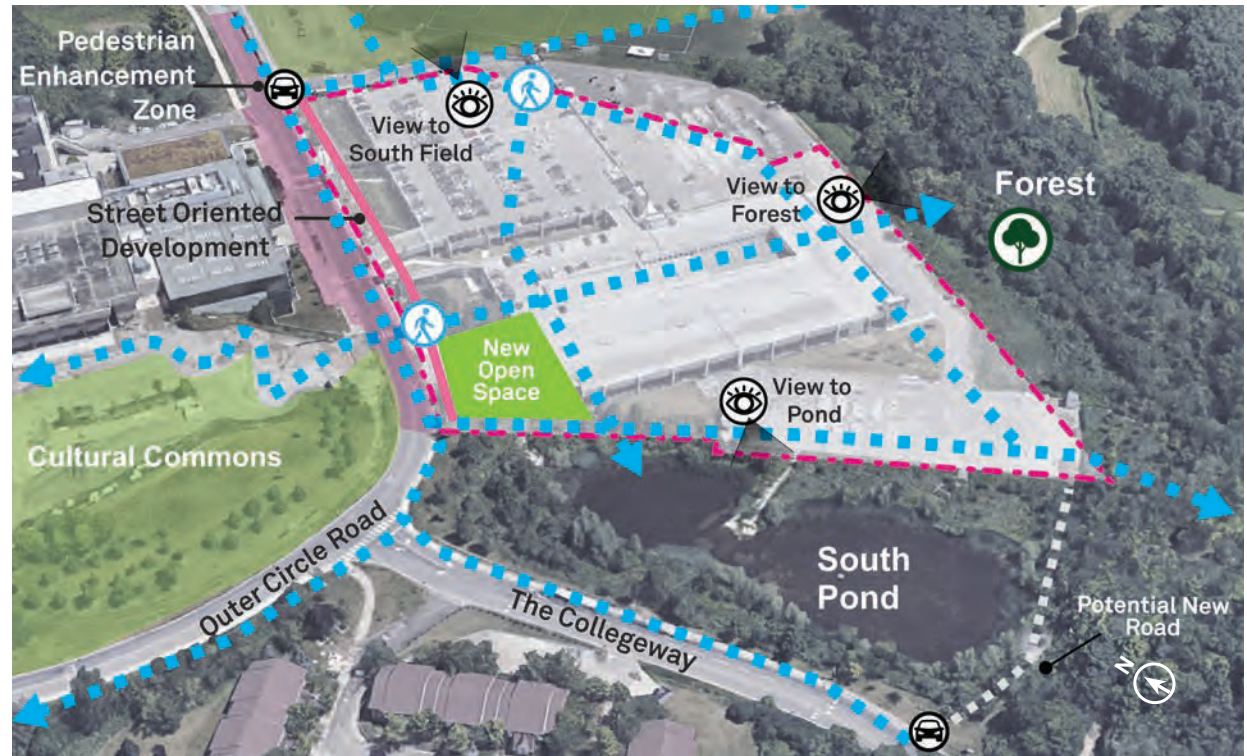 Pedestrian
Enhancement
Zone
View to
South Field
Street Oriented
Development
View to
Forest
Forest
New
Open
Space
View to
Pond
Cultural Commons
Outer Circle Road
The Collegeway
South
Pond
Potential New
Road
N